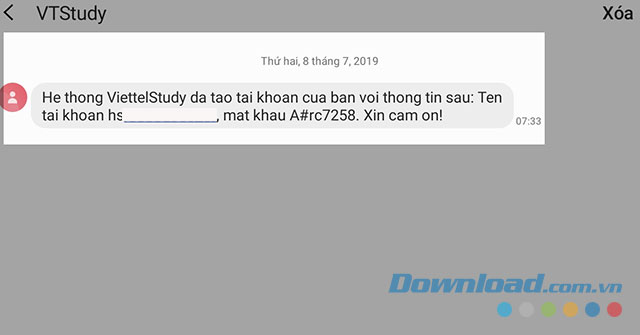 VTStudy
Xóa
Thứ hai, 8 tháng 7, 2019
He thong ViettelStudy da tao tai khoan cua ban voi thong tin sau: Ten
tai khoan hs____________, mat khau A#rc7258. Xin cam on!
07:33
Download.com.vn